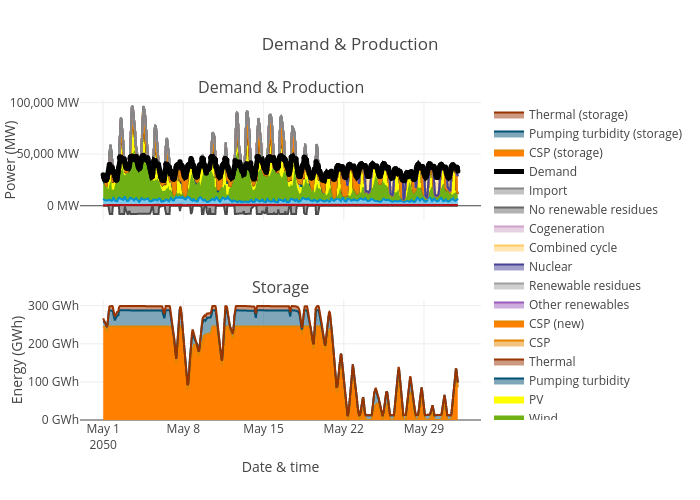 Demand & Production
Demand & Production
100,000 MW
50,000 MW
0 MW
Power (MW)
Thermal (storage)
Pumping turbidity (storage)
CSP (storage)
Demand
Import
No renewable residues
Cogeneration
Combined cycle
Nuclear
Renewable residues
Other renewables
CSP (new)
CSP
Thermal
Pumping turbidity
PV
Wind
Storage
300 GWh
200 GWh
100 GWh
0 GWh
Energy (GWh)
May 1
2050
May 8
May 15
May 22
May 29
Date & time